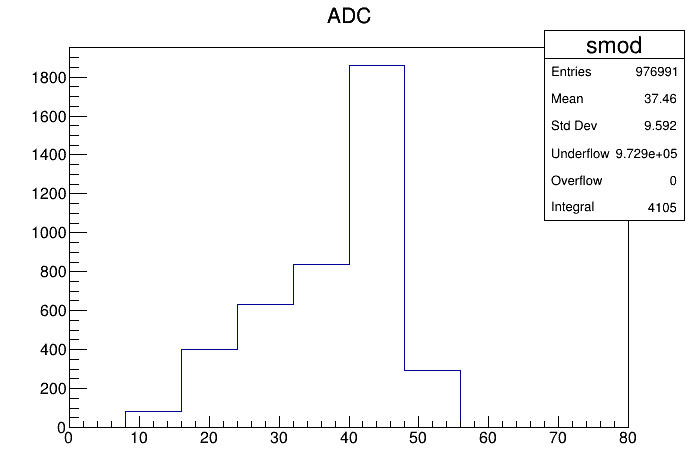 ADC
smod
Entries 976991
Mean 37.46
Std Dev 9.592
Underflow 9.729e+05
Overflow 0
Integral 4105
1800
1600
1400
1200
1000
800
600
400
200
0
0 10 20 30 40 50 60 70 80